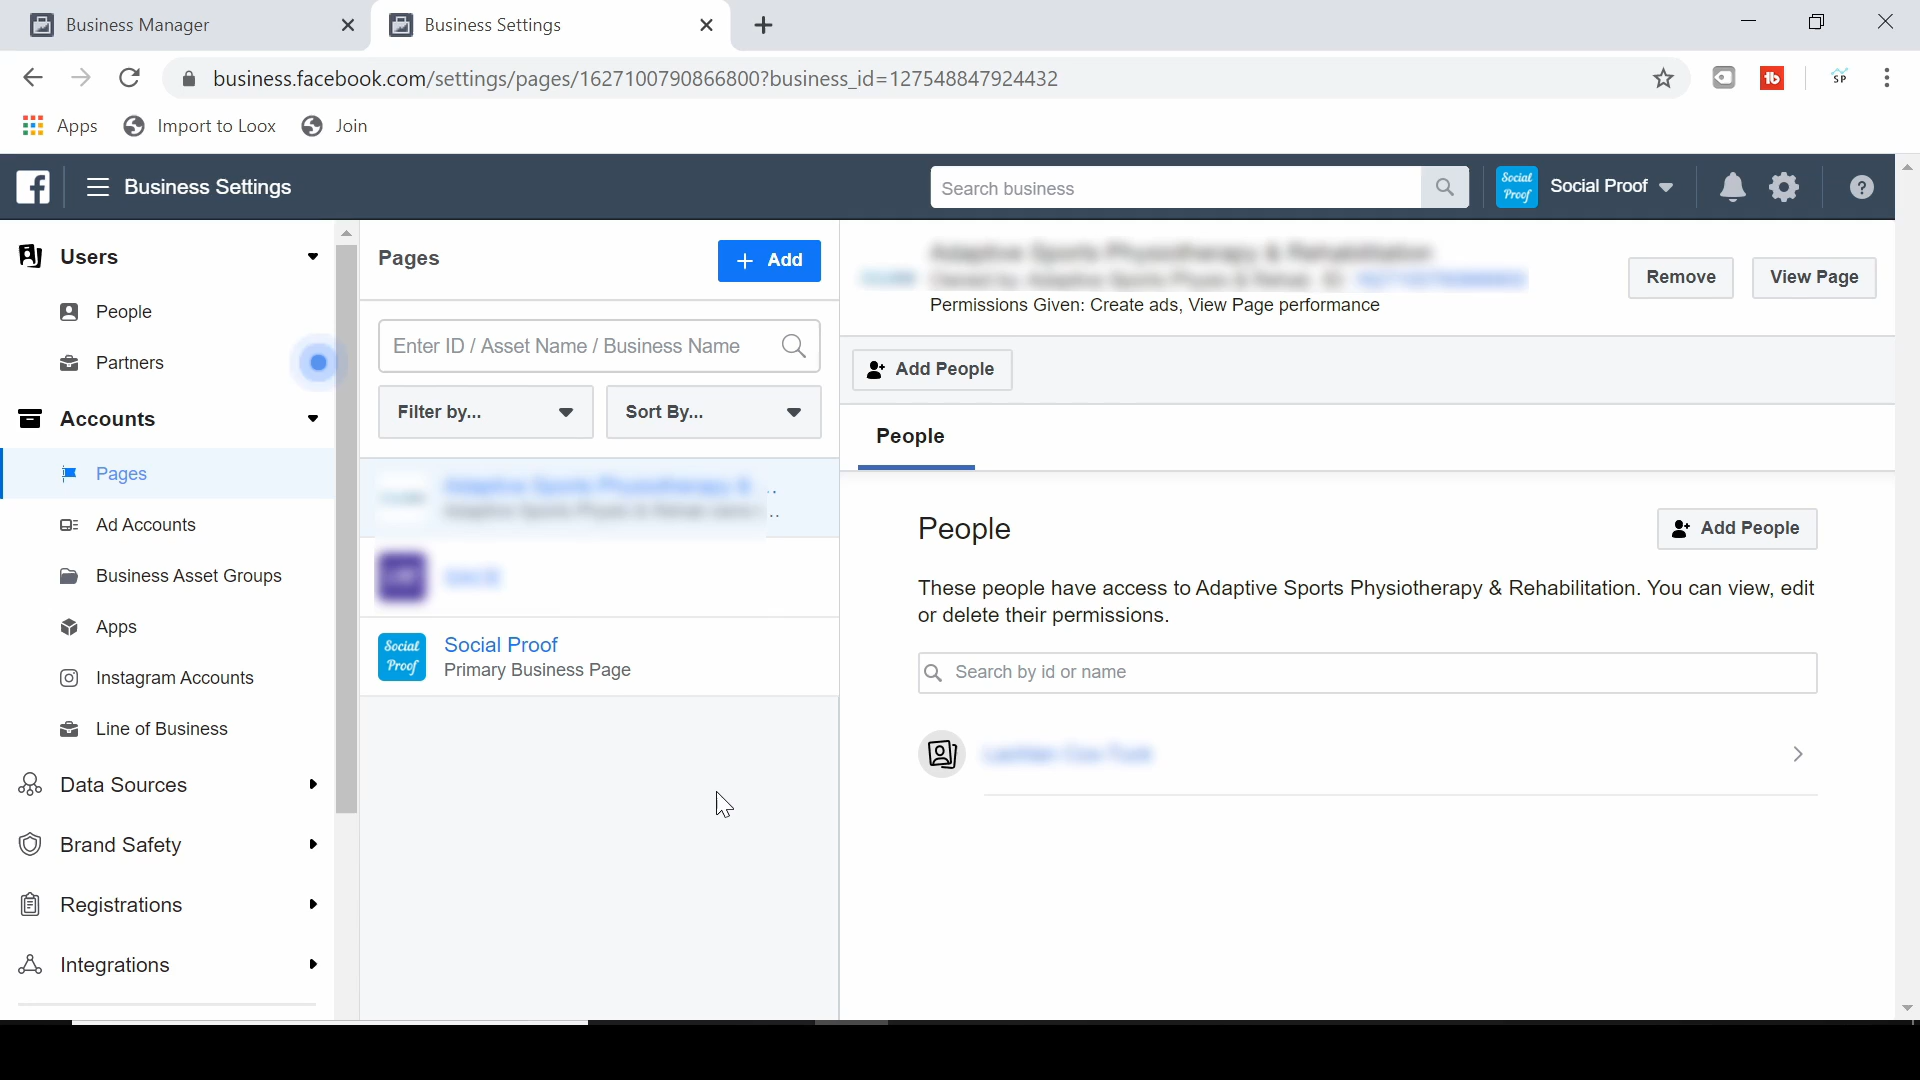 Business Manager
Business Settings
business.facebook.com/settings/pages/1627100790866800?business_id=127548847924432
SP
Apps
Import to Loox
Join
Business Settings
Search business
Social Proof
Social Proof
Users
People
Partners
Accounts
Pages
Ad Accounts
Business Asset Groups
Apps
Instagram Accounts
Line of Business
Data Sources
Brand Safety
Registrations
Integrations
Pages
+ Add
Enter ID / Asset Name / Business Name
Filter by...
Sort By...
Social Proof
Social Proof
Primary Business Page
Permissions Given: Create ads, View Page performance
Remove
View Page
Add People
People
People
Add People
These people have access to Adaptive Sports Physiotherapy & Rehabilitation. You can view, edit
or delete their permissions.
Search by id or name